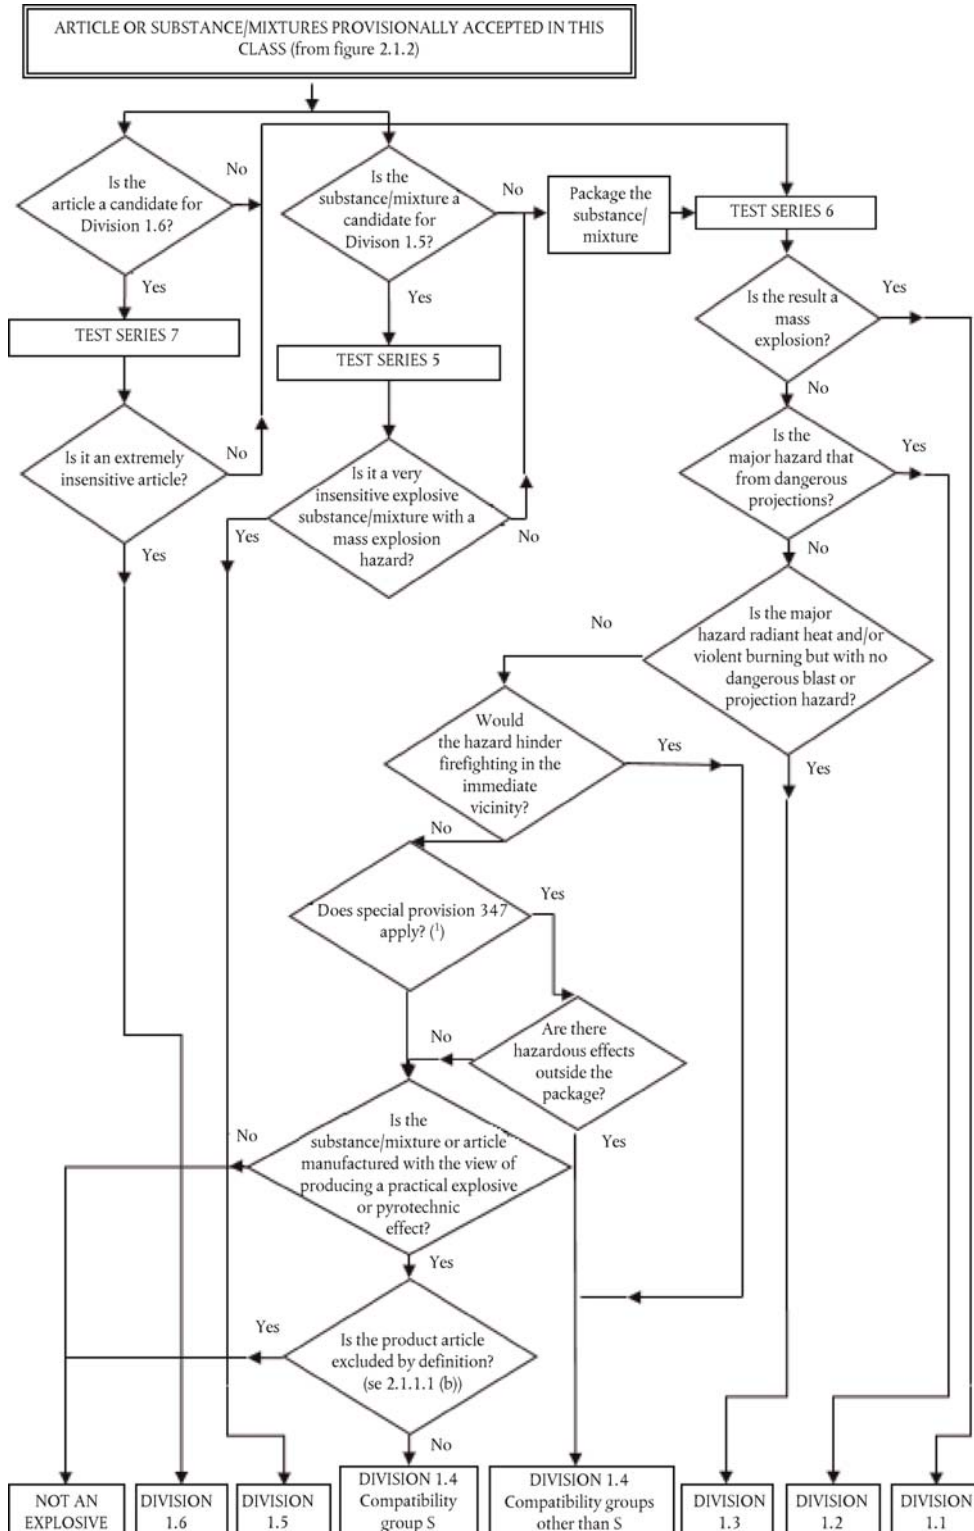 ARTICLE OR SUBSTANCE/MIXTURES PROVISIONALLY ACCEPTED IN THIS
CLASS (from figure 2.1.2)
Is the
article a candidate for
Division 1.6?
No
Yes
TEST SERIES 7
Is it an extremely
insensitive article?
No
Yes
Is the
substance/mixture a
candidate for
Divison 1.5?
No
Yes
TEST SERIES 5
Is it a very
insensitive explosive
substance/mixture with a
mass explosion
hazard?
Yes
No
Package the
substance/
mixture
TEST SERIES 6
Is the result a
mass
explosion?
Yes
No
Is the
major hazard that
from dangerous
projections?
Yes
No
Is the major
hazard radiant heat and/or
violent burning but with no
dangerous blast or
projection hazard?
No
Yes
Would
the hazard hinder
firefighting in the
immediate
vicinity?
Yes
No
Does special provision 347
apply? (¹)
Yes
Are there
hazardous effects
outside the
package?
No
Yes
Is the
substance/mixture or article
manufactured with the view of
producing a practical explosive
or pyrotechnic
effect?
No
Yes
Is the product article
excluded by definition?
(se 2.1.1.1 (b))
Yes
No
NOT AN
EXPLOSIVE
DIVISION
1.6
DIVISION
1.5
DIVISION 1.4
Compatibility
group S
DIVISION 1.4
Compatibility groups
other than S
DIVISION
1.3
DIVISION
1.2
DIVISION
1.1